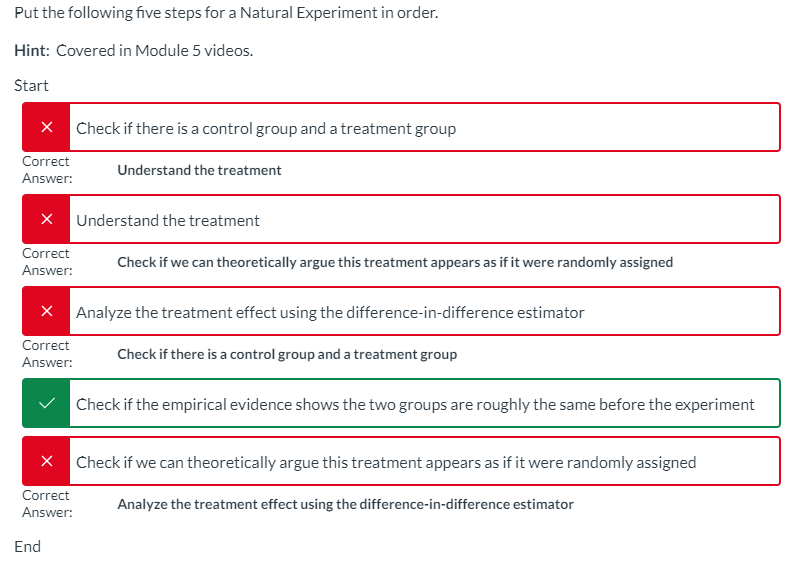 Put the following five steps for a Natural Experiment in order.
Hint: Covered in Module 5 videos.
Start
Check if there is a control group and a treatment group
Correct
Answer:
Understand the treatment
Understand the treatment
Correct
Answer:
Check if we can theoretically argue this treatment appears as if it were randomly assigned
Analyze the treatment effect using the difference-in-difference estimator
Correct
Answer:
Check if there is a control group and a treatment group
Check if the empirical evidence shows the two groups are roughly the same before the experiment
Check if we can theoretically argue this treatment appears as if it were randomly assigned
Correct
Answer:
Analyze the treatment effect using the difference-in-difference estimator
End